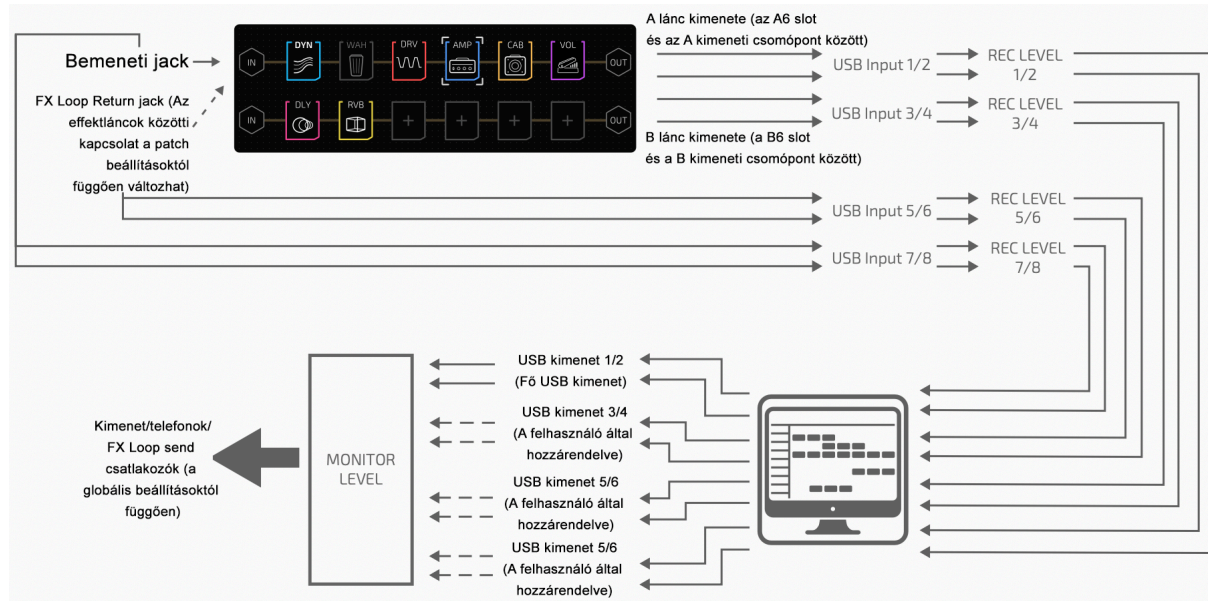 A lánc kimenete (az A6 slot
és az A kimeneti csomópont között)
Bemeneti jack
IN
DYN
WAH
DRV
AMP
CAB
VOL
OUT
USB Input 1/2
REC LEVEL
1/2
FX Loop Return jack (Az
effektláncok közötti
kapcsolat a patch
beállításoktól
függően változhat)
IN
DLY
RVB
+
+
+
+
OUT
USB Input 3/4
REC LEVEL
3/4
B lánc kimenete (a B6 slot
és a B kimeneti csomópont között)
USB Input 5/6
REC LEVEL
5/6
USB Input 7/8
REC LEVEL
7/8
USB kimenet 1/2
(Fő USB kimenet)
USB kimenet 3/4
(A felhasználó által
hozzárendelve)
USB kimenet 5/6
(A felhasználó által
hozzárendelve)
USB kimenet 5/6
(A felhasználó által
hozzárendelve)
MONITOR
LEVEL
Kimenet/telefonok/
FX Loop send
csatlakozók (a
globális beállításoktól
függően)